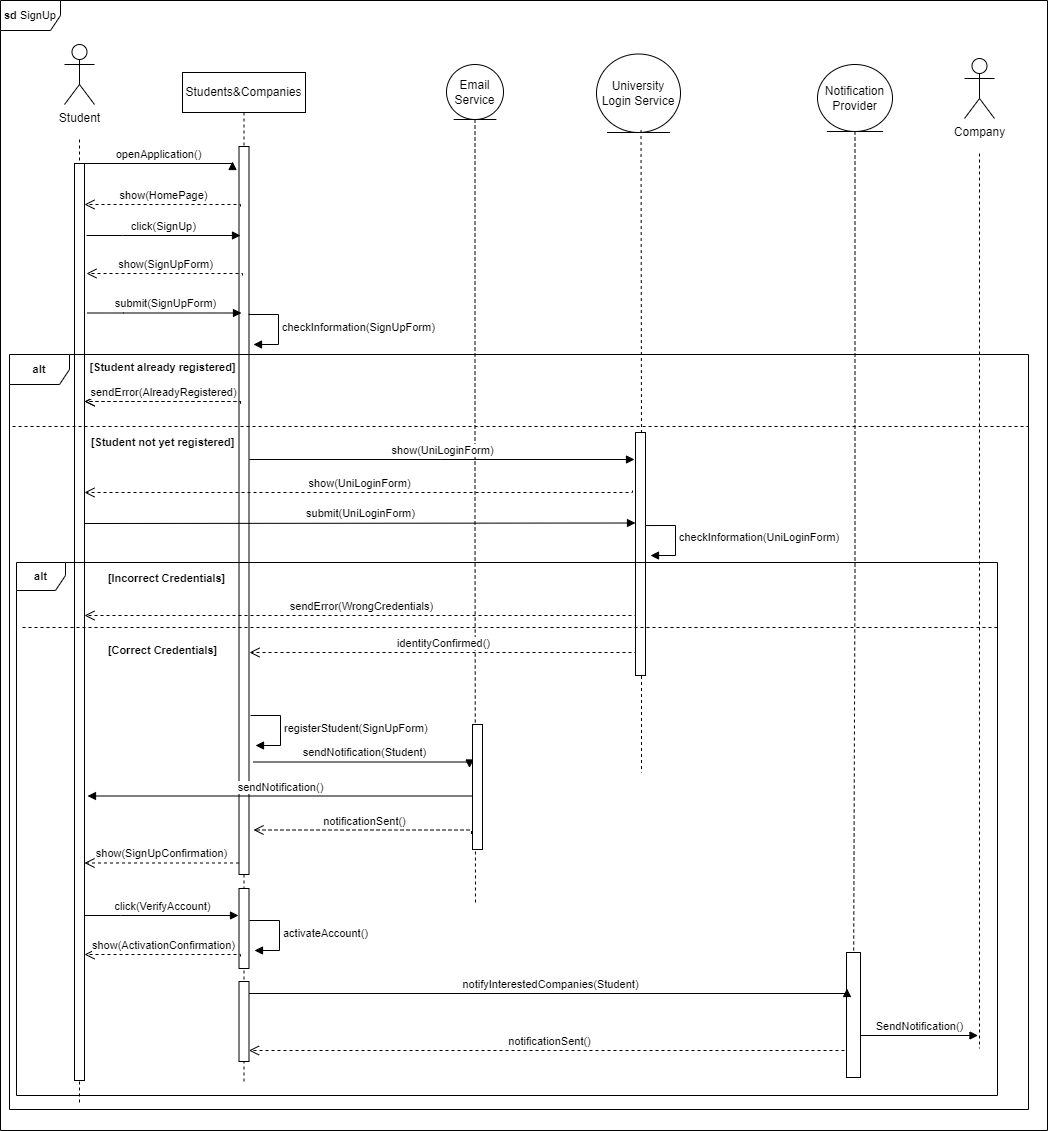 sd SignUp
Student
Students&Companies
Email
Service
University
Login Service
Notification
Provider
Company
openApplication()
show(HomePage)
click(SignUp)
show(SignUpForm)
submit(SignUpForm)
checkInformation(SignUpForm)
alt
[Student already registered]
sendError(AlreadyRegistered)
[Student not yet registered]
show(UniLoginForm)
show(UniLoginForm)
submit(UniLoginForm)
checkInformation(UniLoginForm)
alt
[Incorrect Credentials]
sendError(WrongCredentials)
identityConfirmed()
[Correct Credentials]
registerStudent(SignUpForm)
sendNotification(Student)
sendNotification()
notificationSent()
show(SignUpConfirmation)
click(VerifyAccount)
activateAccount()
show(ActivationConfirmation)
notifyInterestedCompanies(Student)
SendNotification()
notificationSent()